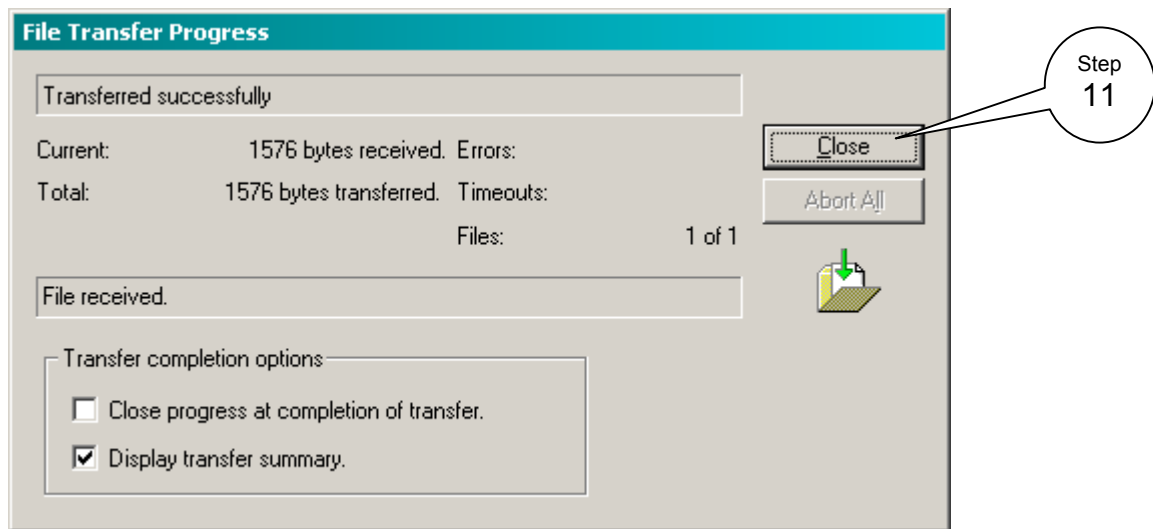 File Transfer Progress
Transferred successfully
Current: 1576 bytes received. Errors:
Total: 1576 bytes transferred. Timeouts:
Files: 1 of 1
File received.
Transfer completion options
Close progress at completion of transfer.
Display transfer summary.
Close
Abort All
Step
11